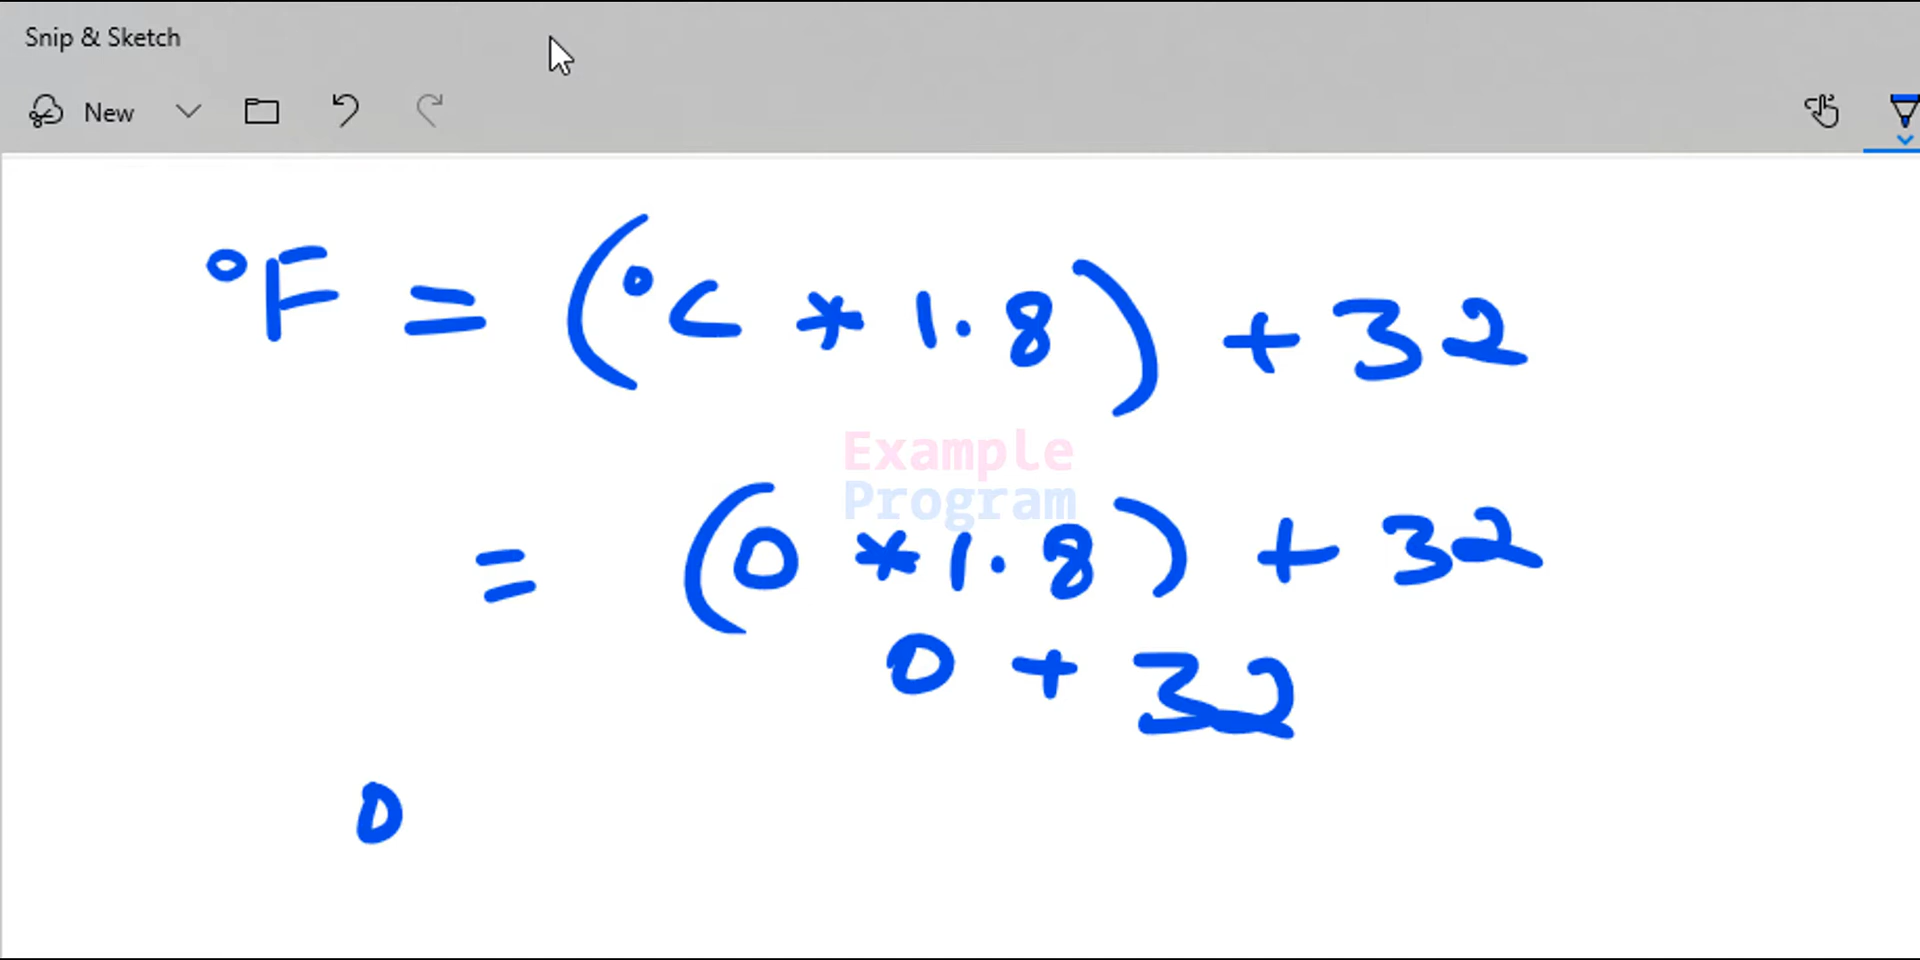 Snip & Sketch
New
°F = (°C * 1.8) + 32
Example
Program
= (0 * 1.8) + 32
0 + 32
0